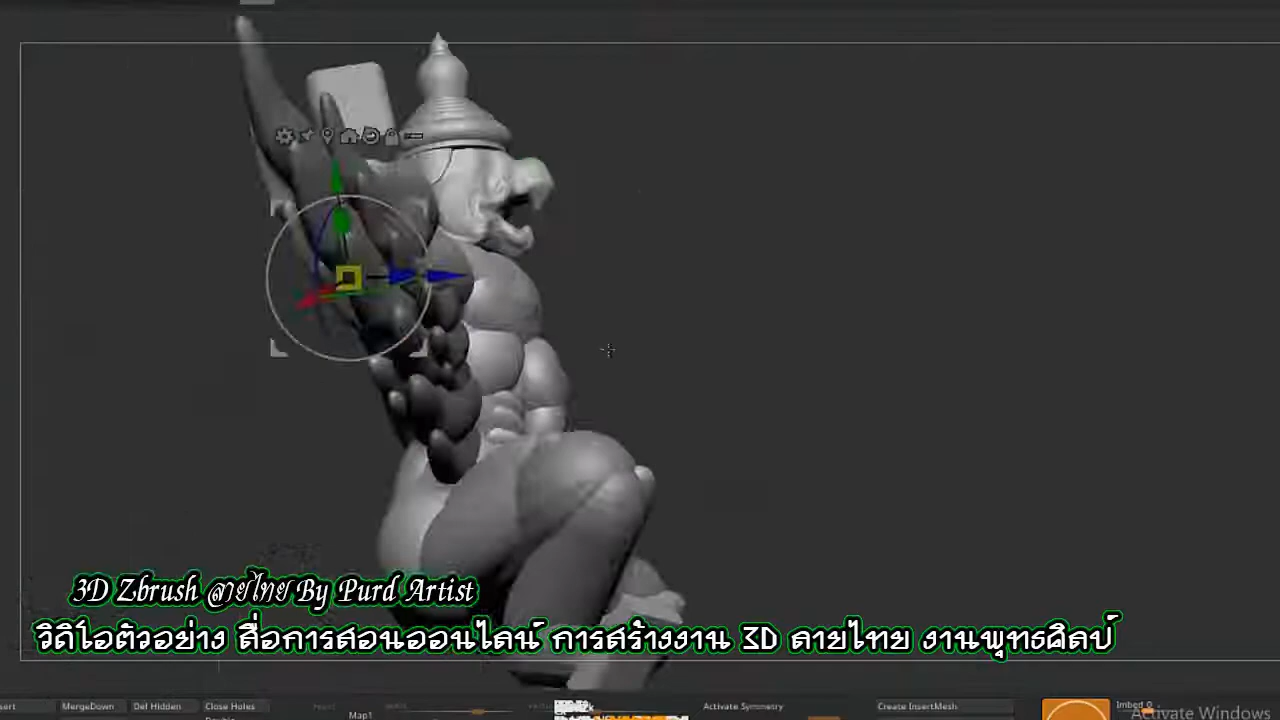 3D Zbrush ลายไทย By Purd Artist
วิดิโอตัวอย่าง สื่อการสอนออนไลน์ การสร้างงาน 3D ลายไทย งานพุทธศิลป์
MergeDown Del Hidden Close Holes Activate Symmetry Create InsertMesh Imbed 0
Map1 Activate Windows